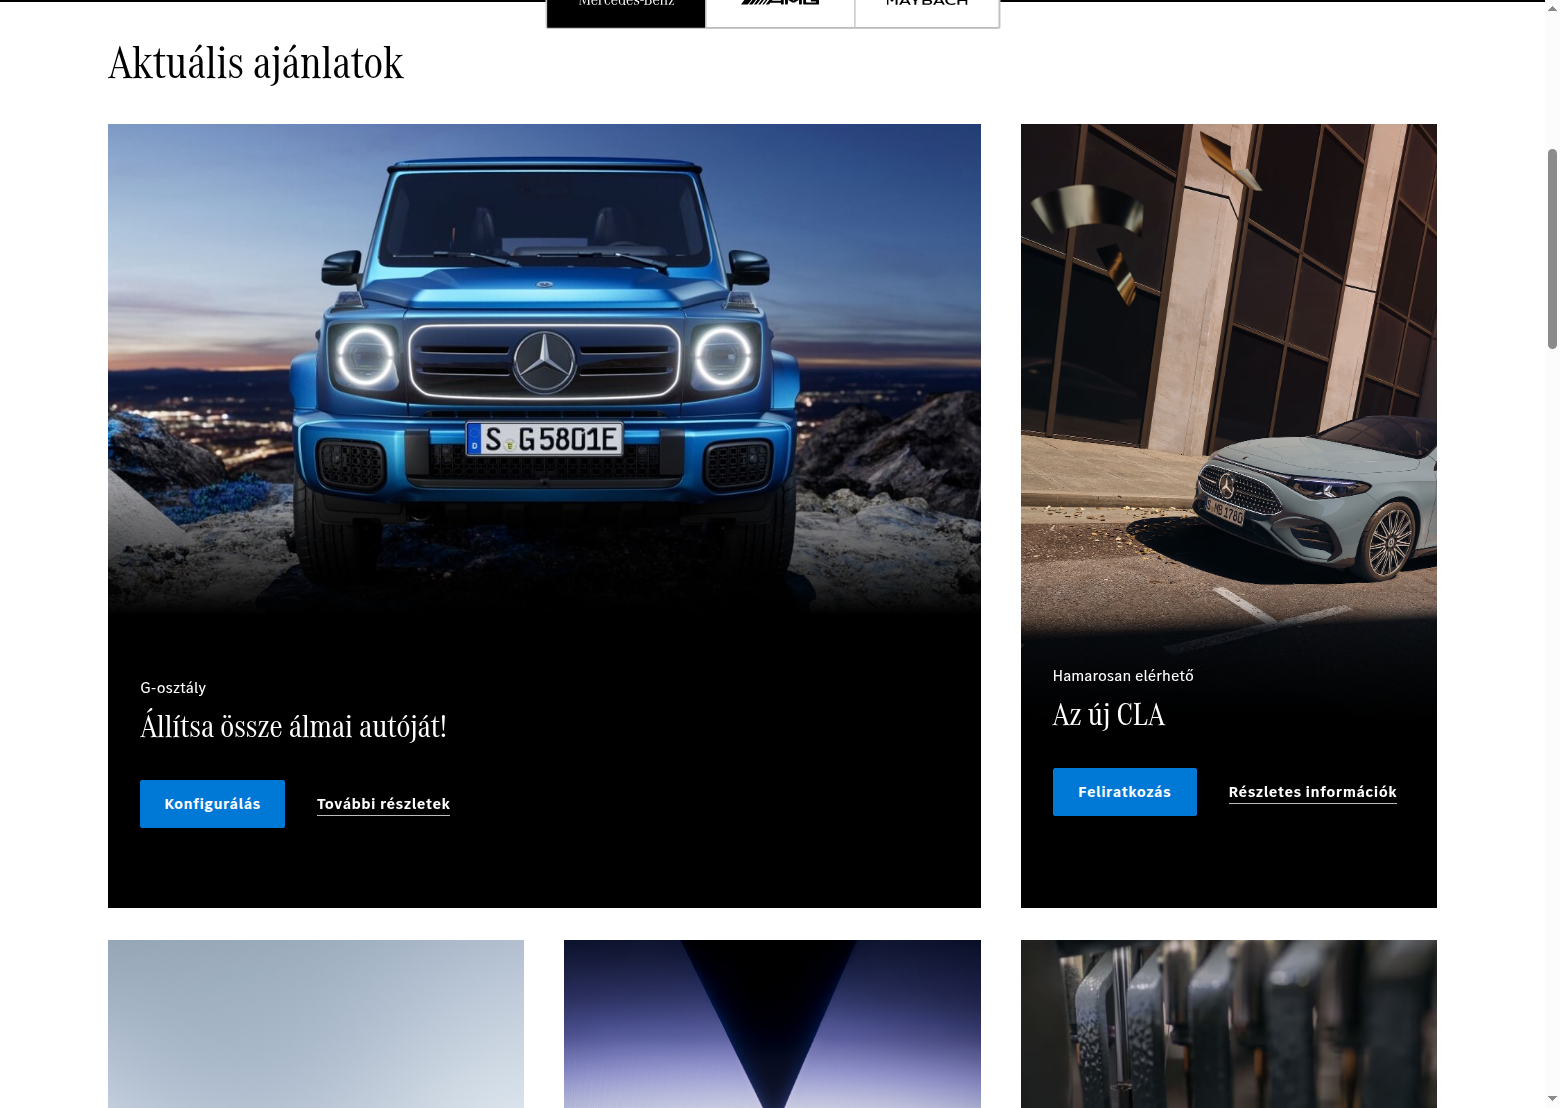 Mercedes-Benz
AMG
MAYBACH
Aktuális ajánlatok
S G 5801E
D
S MB 1780
G-osztály
Állítsa össze álmai autóját!
Konfigurálás
További részletek
Hamarosan elérhető
Az új CLA
Feliratkozás
Részletes információk